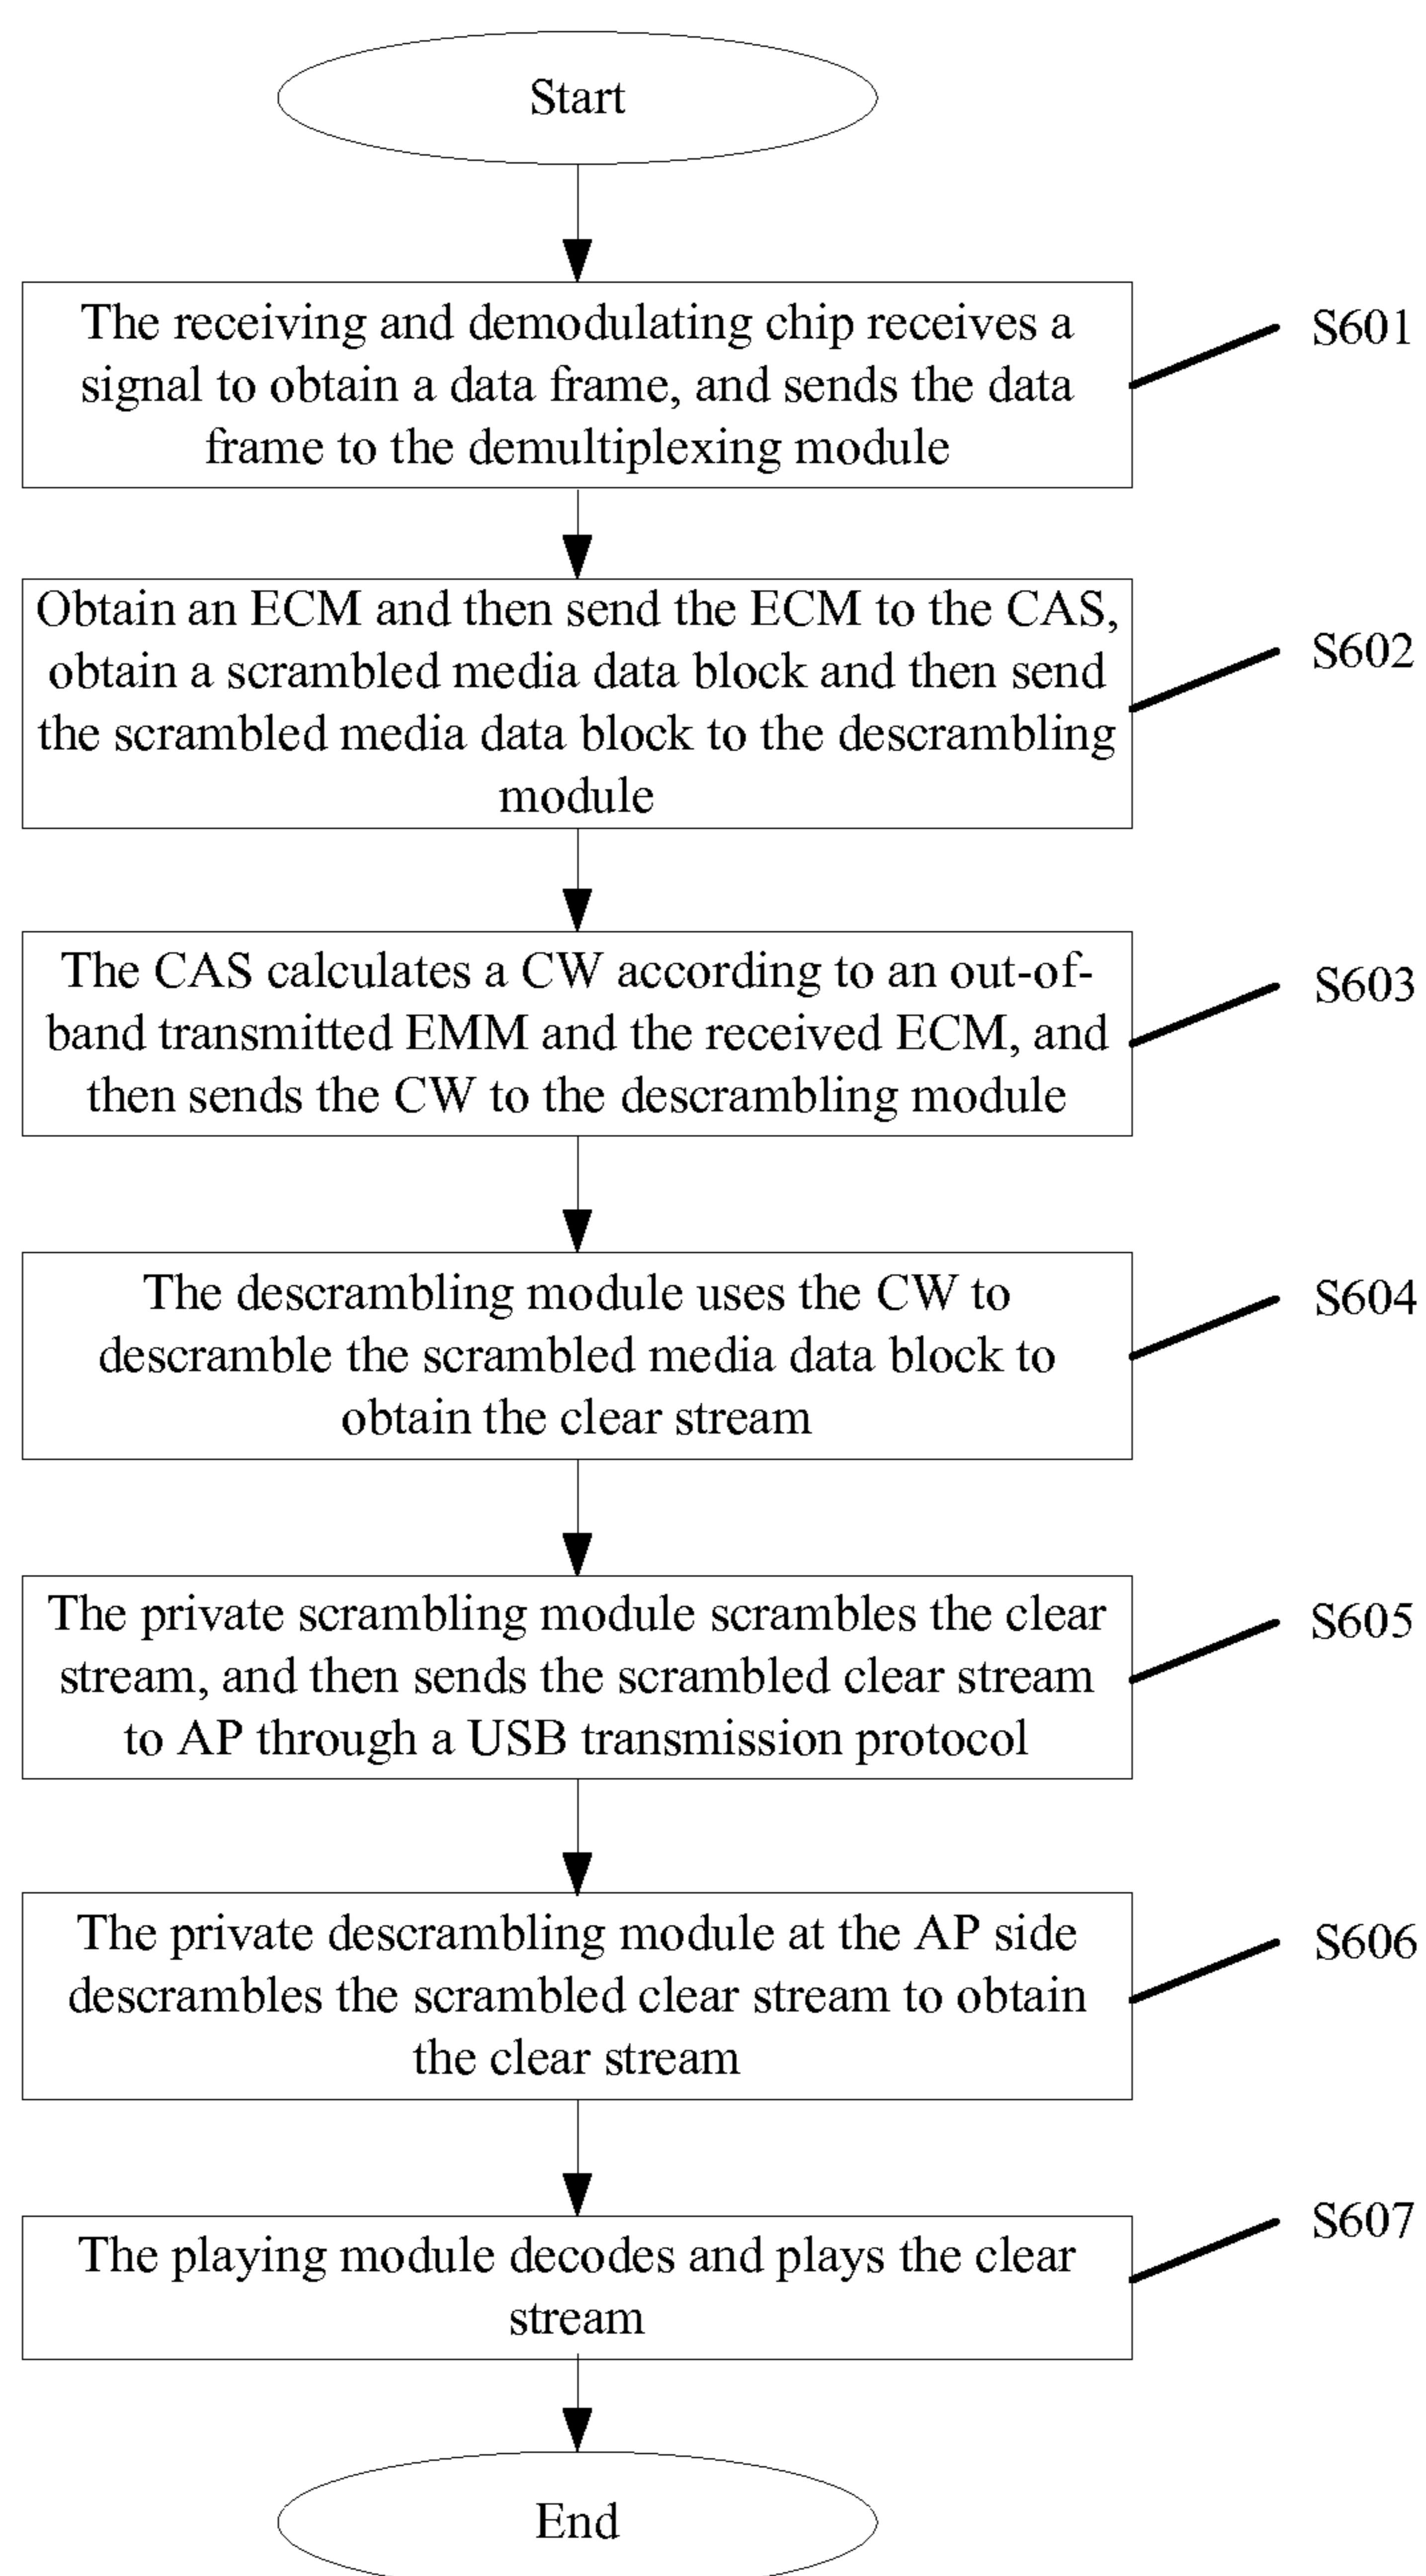 Start
The receiving and demodulating chip receives a
signal to obtain a data frame, and sends the data
frame to the demultiplexing module
S601
Obtain an ECM and then send the ECM to the CAS,
obtain a scrambled media data block and then send
the scrambled media data block to the descrambling
module
S602
The CAS calculates a CW according to an out-of-
band transmitted EMM and the received ECM, and
then sends the CW to the descrambling module
S603
The descrambling module uses the CW to
descramble the scrambled media data block to
obtain the clear stream
S604
The private scrambling module scrambles the clear
stream, and then sends the scrambled clear stream
to AP through a USB transmission protocol
S605
The private descrambling module at the AP side
descrambles the scrambled clear stream to obtain
the clear stream
S606
The playing module decodes and plays the clear
stream
S607
End